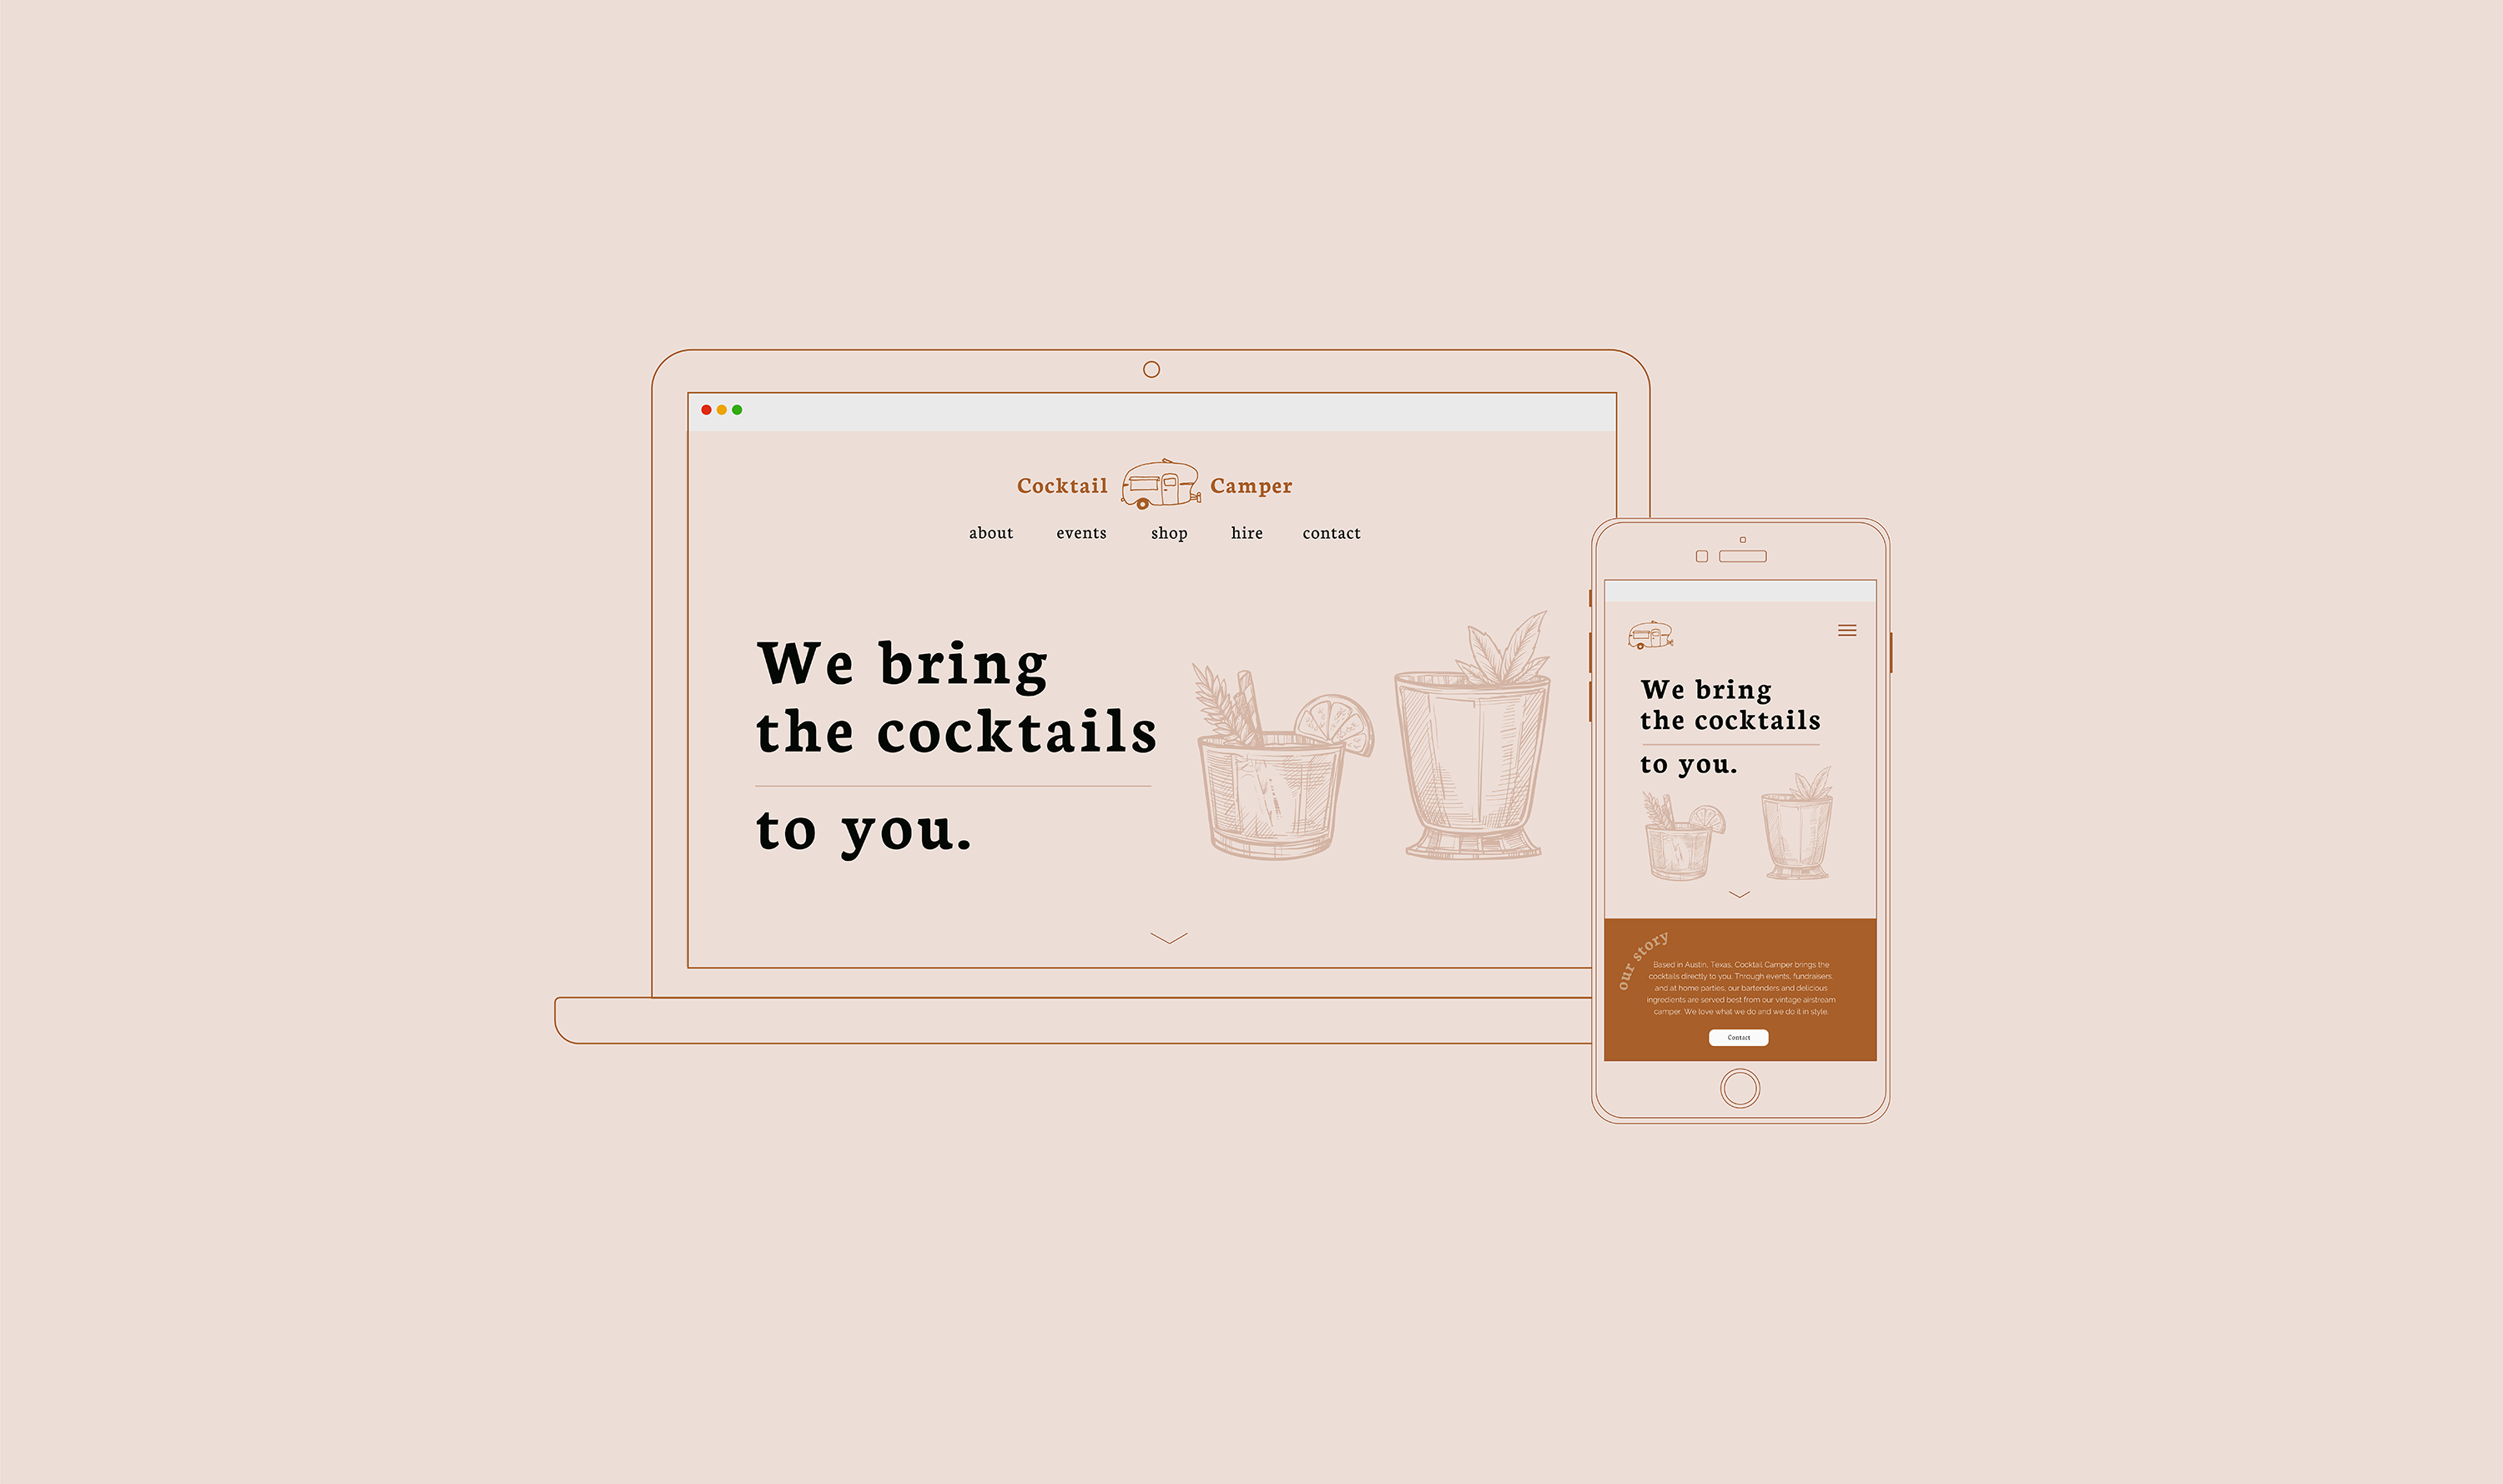 Cocktail Camper
about events shop hire contact
We bring
the cocktails
to you.
We bring
the cocktails
to you.
our story
Based in Austin, Texas, Cocktail Camper brings the
cocktails directly to you. Through events, fundraisers,
and at home parties, our bartenders and delicious
ingredients are served best from our vintage airstream
camper. We love what we do and we do it in style.
Contact